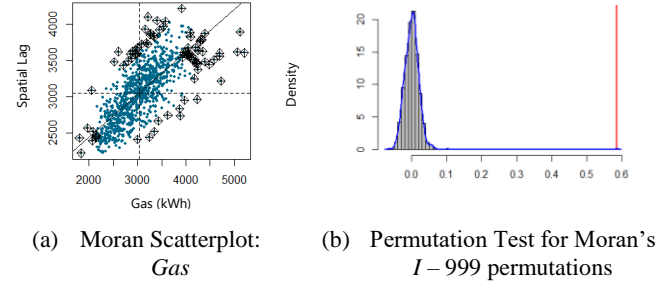 Spatial Lag
4000
3500
3000
2500
2000 3000 4000 5000
Gas (kWh)
Density
20
15
10
5
0
0.0 0.1 0.2 0.3 0.4 0.5 0.6
(a) Moran Scatterplot:
Gas
(b) Permutation Test for Moran's
I – 999 permutations